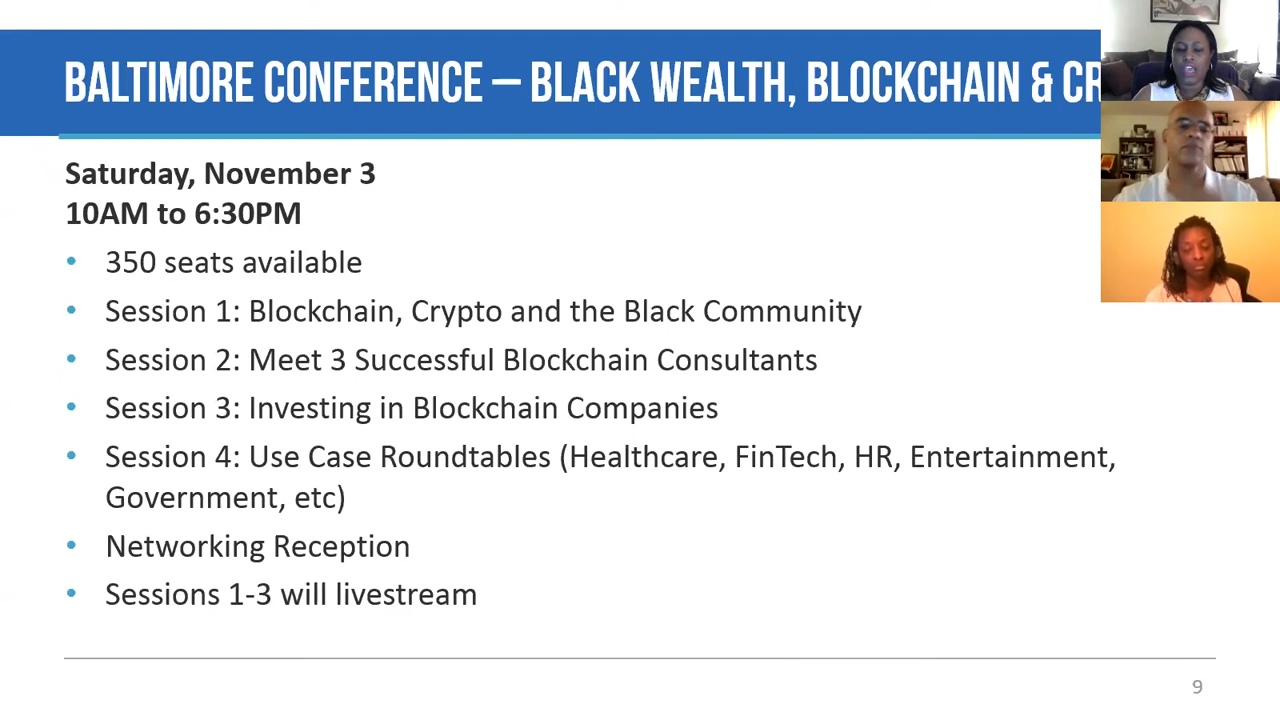 BALTIMORE CONFERENCE – BLACK WEALTH, BLOCKCHAIN & CR
Saturday, November 3
10AM to 6:30PM
• 350 seats available
• Session 1: Blockchain, Crypto and the Black Community
• Session 2: Meet 3 Successful Blockchain Consultants
• Session 3: Investing in Blockchain Companies
• Session 4: Use Case Roundtables (Healthcare, FinTech, HR, Entertainment,
Government, etc)
• Networking Reception
• Sessions 1-3 will livestream
9